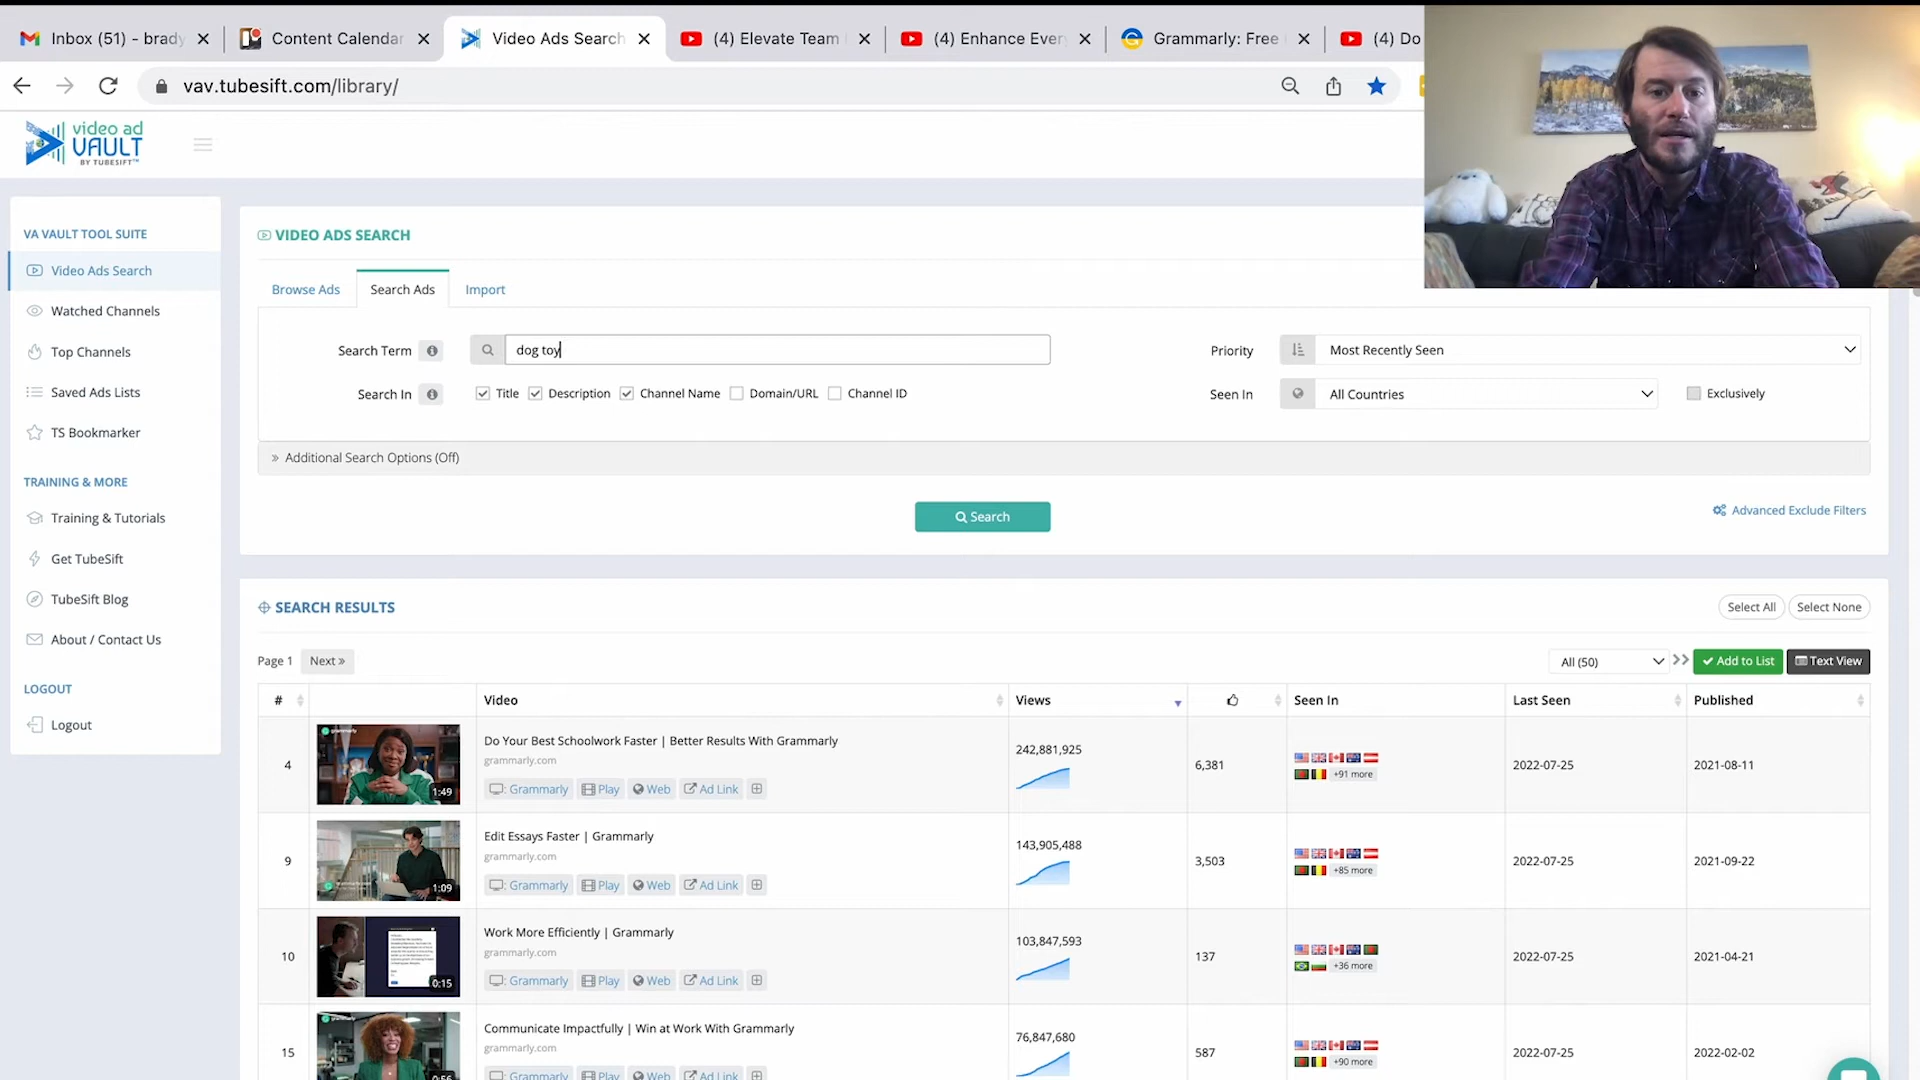 Inbox (51) - brady
Content Calendar
Video Ads Search
(4) Elevate Team
(4) Enhance Ever
Grammarly: Free
(4) Do
vav.tubesift.com/library/
video ad
VAULT
BY TUBESIFT™
VA VAULT TOOL SUITE
Video Ads Search
Watched Channels
Top Channels
Saved Ads Lists
TS Bookmarker
TRAINING & MORE
Training & Tutorials
Get TubeSift
TubeSift Blog
About / Contact Us
LOGOUT
Logout
VIDEO ADS SEARCH
Browse Ads
Search Ads
Import
Search Term
dog toy
Priority
Most Recently Seen
Search In
Title
Description
Channel Name
Domain/URL
Channel ID
Seen In
All Countries
Exclusively
» Additional Search Options (Off)
Search
Advanced Exclude Filters
SEARCH RESULTS
Select All
Select None
Page 1
Next »
All (50)
Add to List
Text View
#
Video
Views
Seen In
Last Seen
Published
4
grammarly
1:49
Do Your Best Schoolwork Faster | Better Results With Grammarly
grammarly.com
: Grammarly
Play
Web
Ad Link
242,881,925
6,381
+91 more
2022-07-25
2021-08-11
9
1:09
Edit Essays Faster | Grammarly
grammarly.com
: Grammarly
Play
Web
Ad Link
143,905,488
3,503
+85 more
2022-07-25
2021-09-22
10
0:15
Work More Efficiently | Grammarly
grammarly.com
: Grammarly
Play
Web
Ad Link
103,847,593
137
+36 more
2022-07-25
2021-04-21
15
grammarly
0:56
Communicate Impactfully | Win at Work With Grammarly
grammarly.com
: Grammarly
Play
Web
Ad Link
76,847,680
587
+90 more
2022-07-25
2022-02-02